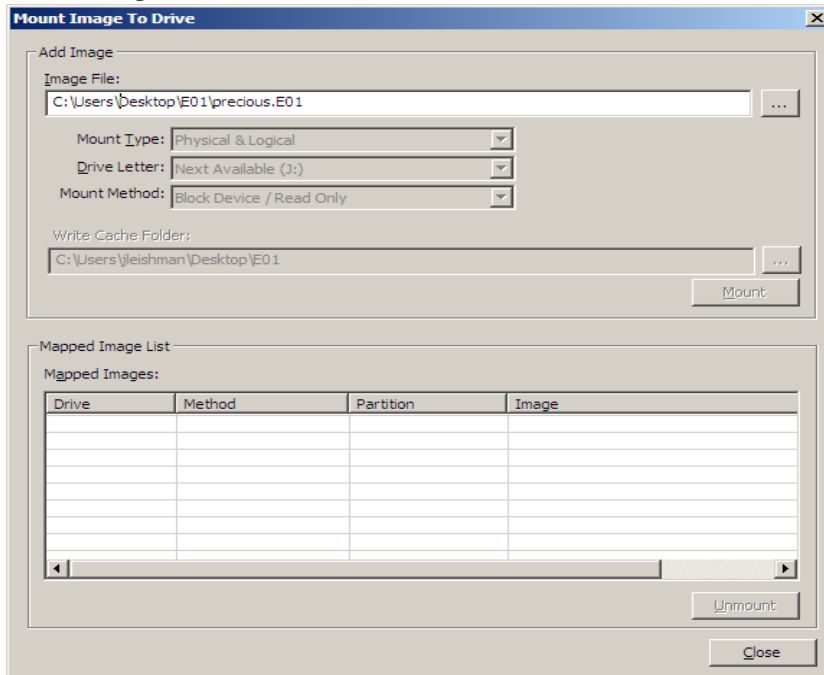 Mount Image To Drive
Add Image
Image File:
C:\Users\Desktop\E01\precious.E01
...
Mount Type: Physical & Logical
Drive Letter: Next Available (J:)
Mount Method: Block Device / Read Only
Write Cache Folder:
C:\Users\jleishman\Desktop\E01
...
Mount
Mapped Image List
Mapped Images:
Drive Method Partition Image
Unmount
Close